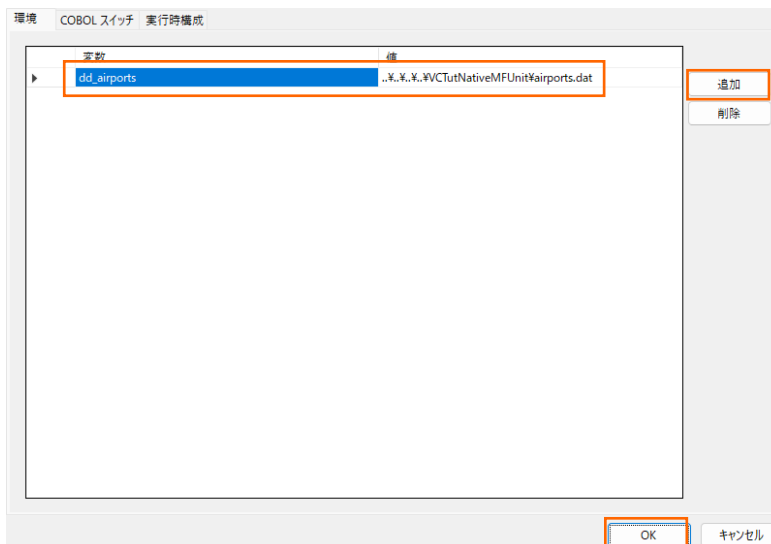 環境 COBOL スイッチ 実行時構成
変数 値
dd_airports ..¥..¥..¥..¥VCTutNativeMFUnit¥airports.dat
追加
削除
OK キャンセル